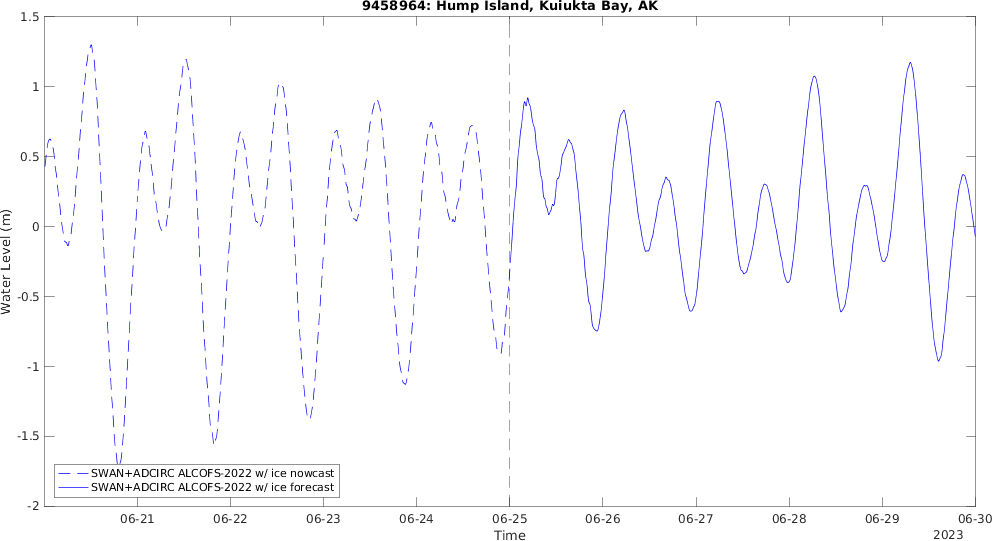 9458964: Hump Island, Kuiukta Bay, AK
1.5
1
0.5
0
-0.5
-1
-1.5
-2
Water Level (m)
SWAN+ADCIRC ALCOFS-2022 w/ ice nowcast
SWAN+ADCIRC ALCOFS-2022 w/ ice forecast
06-21 06-22 06-23 06-24 06-25 06-26 06-27 06-28 06-29 06-30
Time
2023